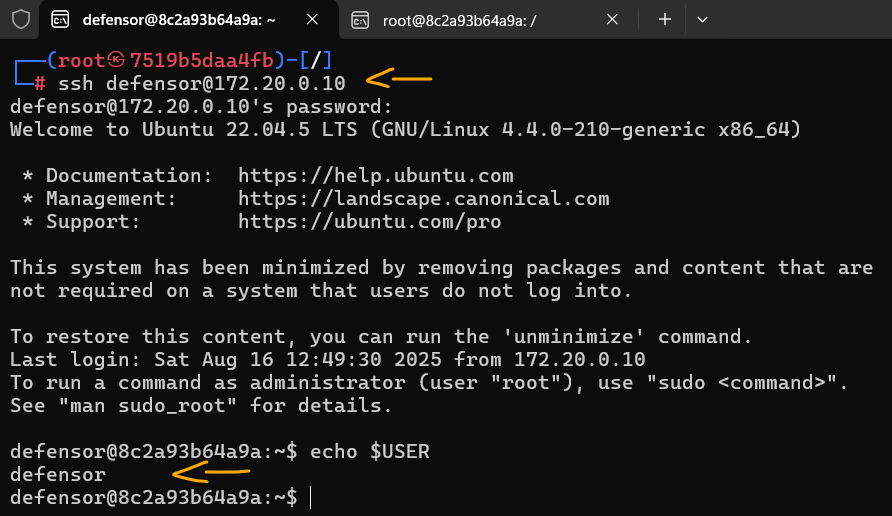 defensor@8c2a93b64a9a: ~
root@8c2a93b64a9a: /
┌──(root㉿7519b5daa4fb)-[/]
└─# ssh defensor@172.20.0.10
defensor@172.20.0.10's password:
Welcome to Ubuntu 22.04.5 LTS (GNU/Linux 4.4.0-210-generic x86_64)
* Documentation:  https://help.ubuntu.com
* Management:     https://landscape.canonical.com
* Support:        https://ubuntu.com/pro
This system has been minimized by removing packages and content that are
not required on a system that users do not log into.
To restore this content, you can run the 'unminimize' command.
Last login: Sat Aug 16 12:49:30 2025 from 172.20.0.10
To run a command as administrator (user "root"), use "sudo <command>".
See "man sudo_root" for details.
defensor@8c2a93b64a9a:~$ echo $USER
defensor
defensor@8c2a93b64a9a:~$